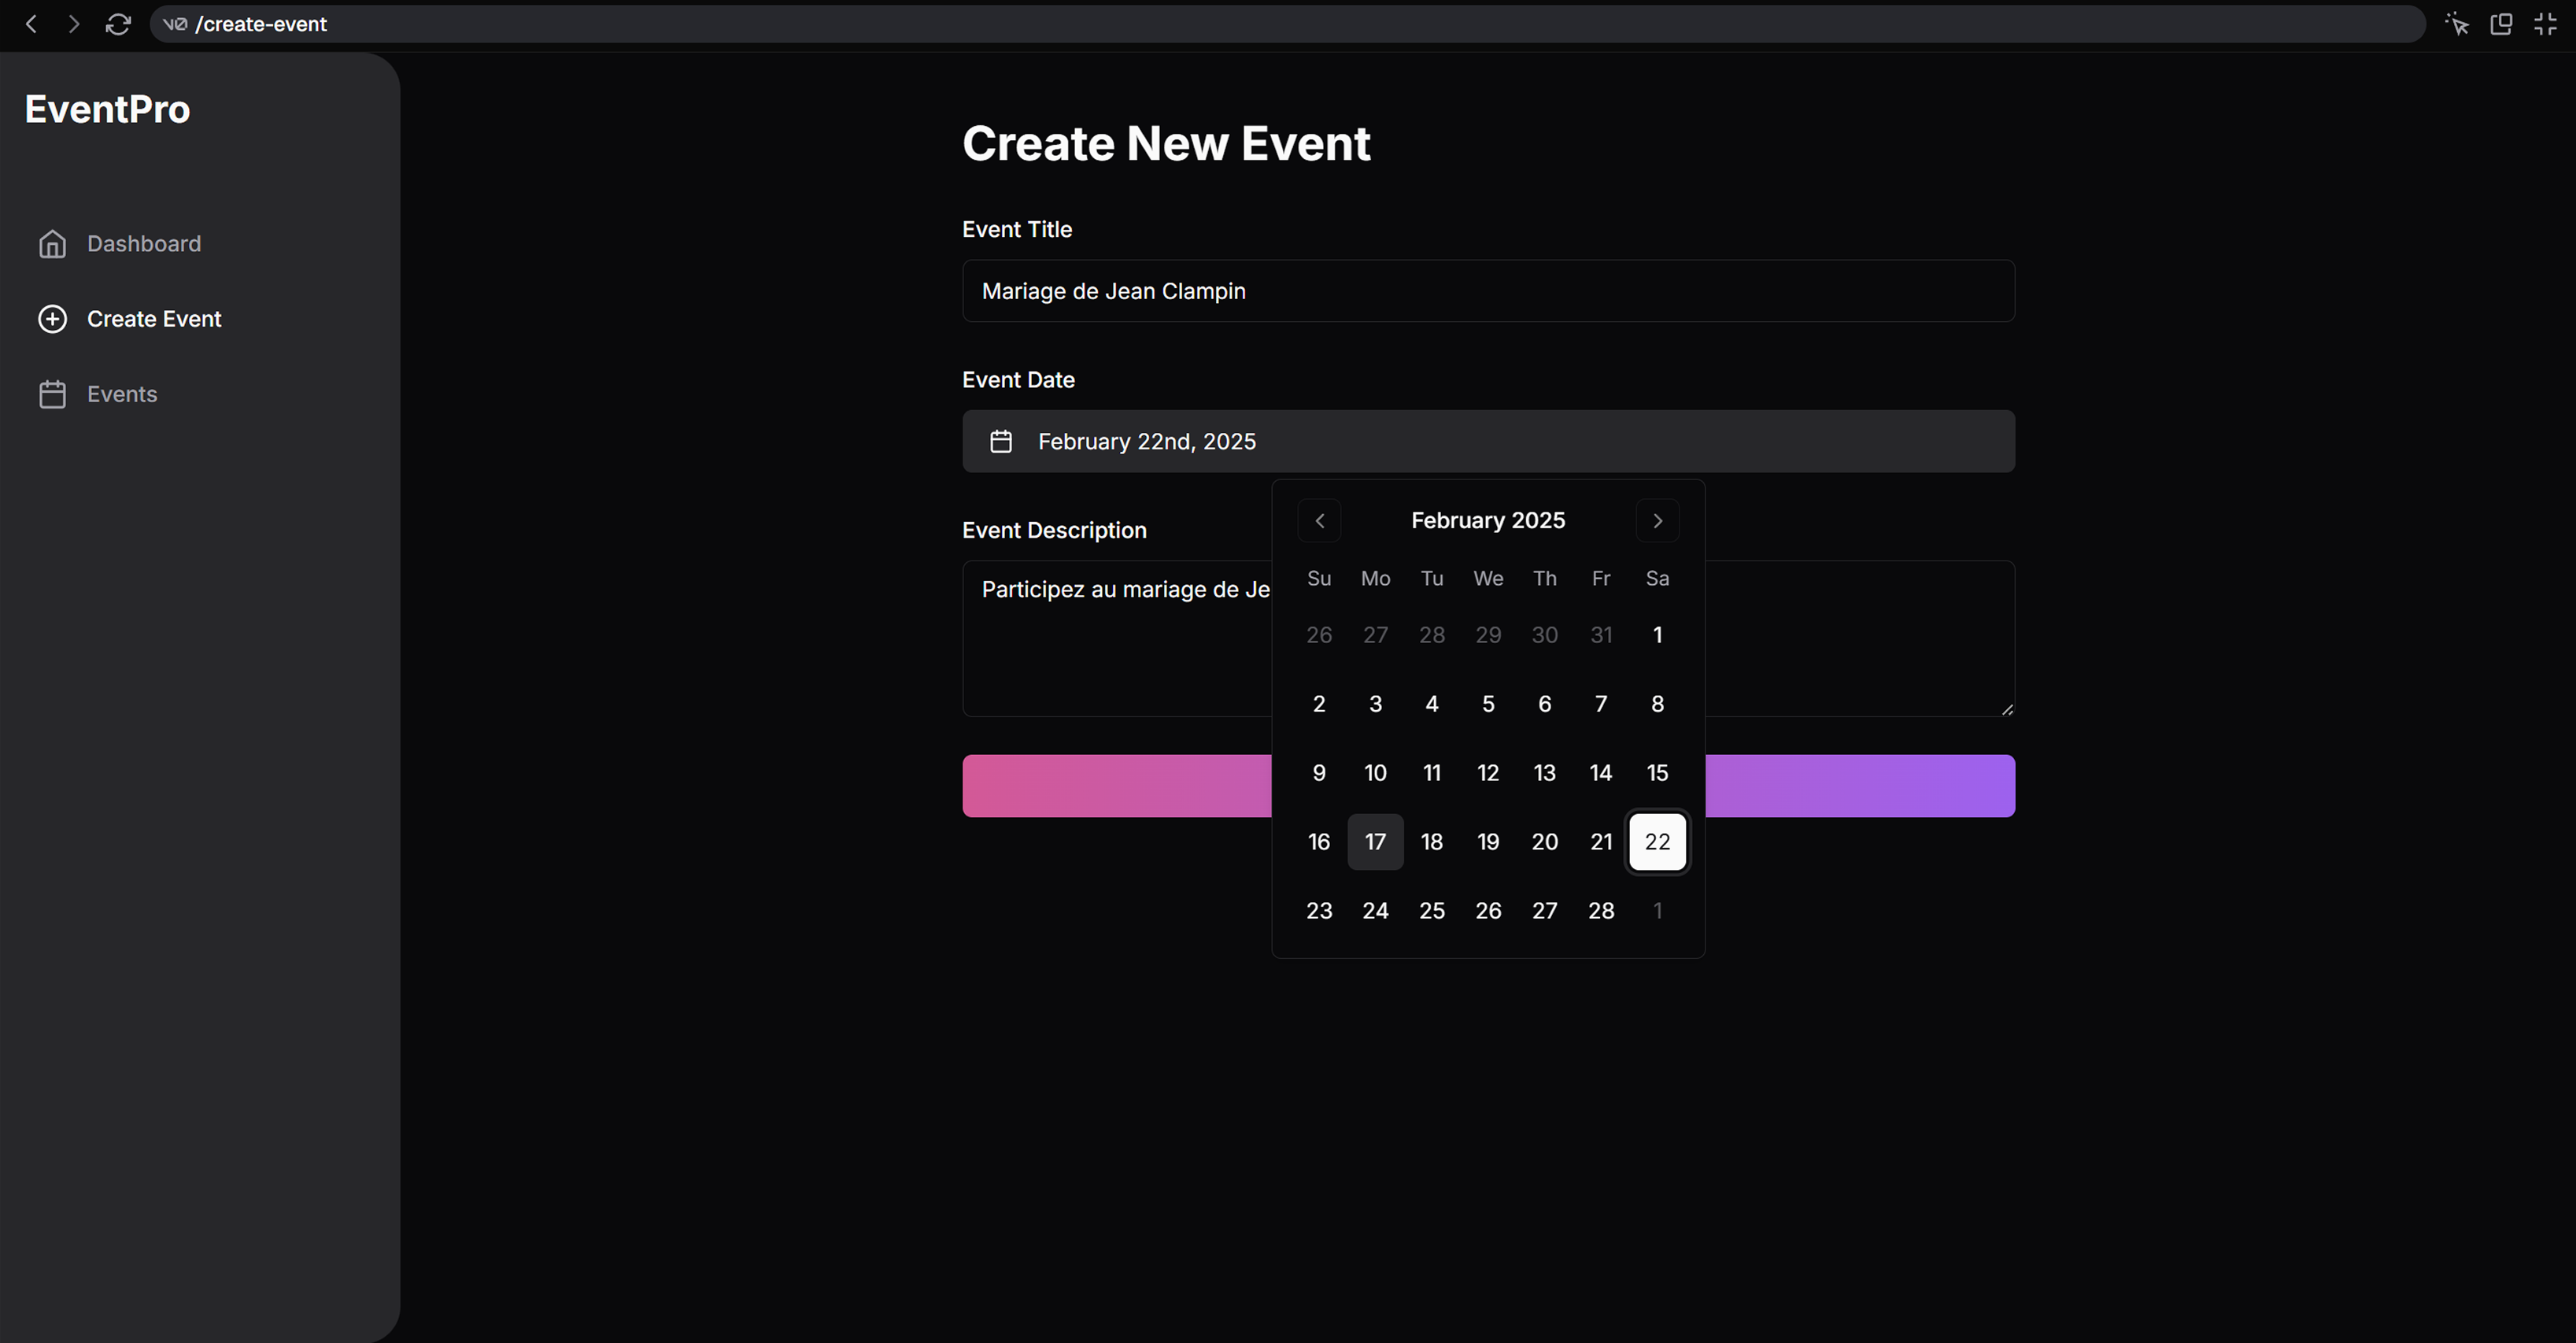 v0 /create-event
EventPro
Dashboard
Create Event
Events
Create New Event
Event Title
Mariage de Jean Clampin
Event Date
February 22nd, 2025
Event Description
Participez au mariage de Je
February 2025
Su Mo Tu We Th Fr Sa
26 27 28 29 30 31 1
2 3 4 5 6 7 8
9 10 11 12 13 14 15
16 17 18 19 20 21 22
23 24 25 26 27 28 1